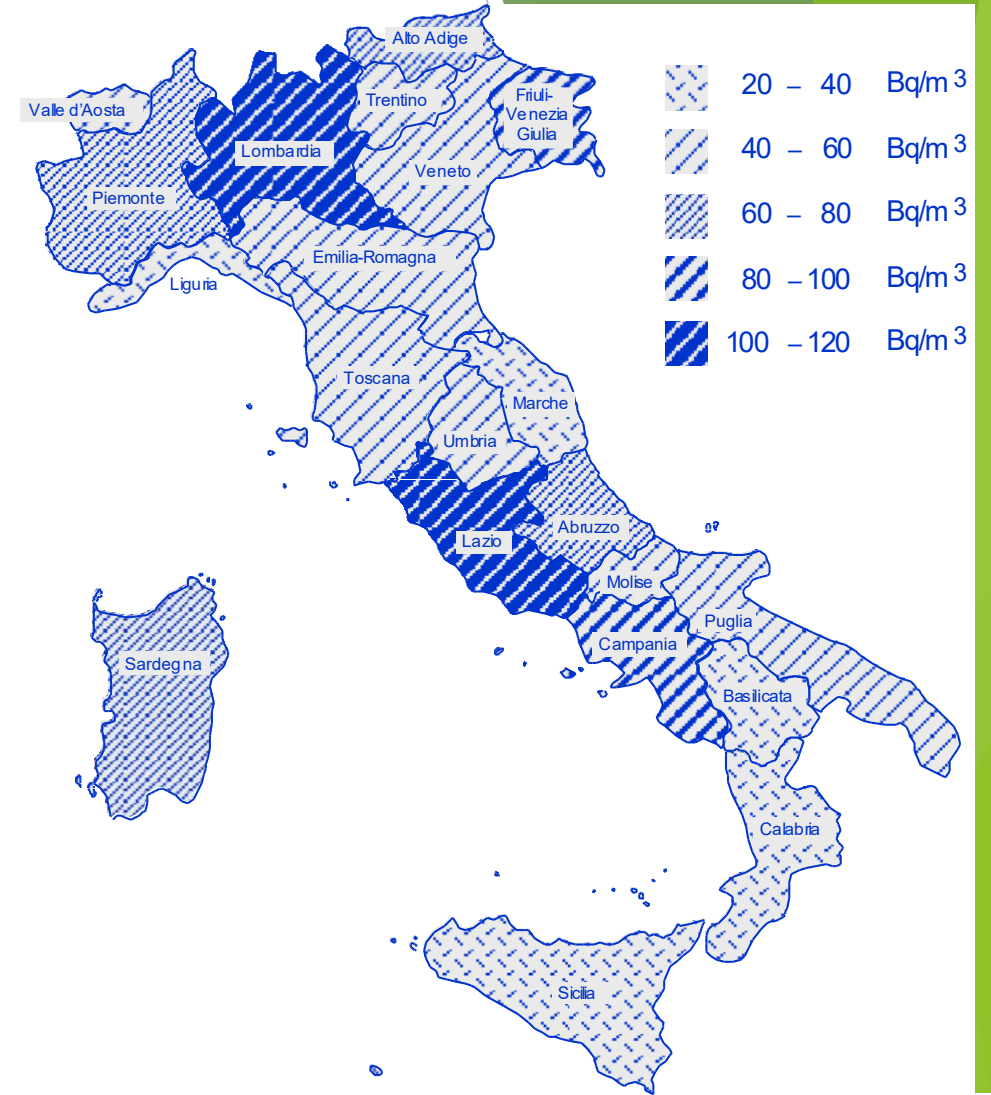 Alto Adige
Valle d'Aosta
Trentino
Friuli-
Venezia
Giulia
Lombardia
Veneto
Piemonte
Emilia-Romagna
Liguria
Toscana
Marche
Umbria
Abruzzo
Lazio
Molise
Puglia
Campania
Sardegna
Basilicata
Calabria
Sicilia
20 – 40 Bq/m 3
40 – 60 Bq/m 3
60 – 80 Bq/m 3
80 – 100 Bq/m 3
100 – 120 Bq/m 3